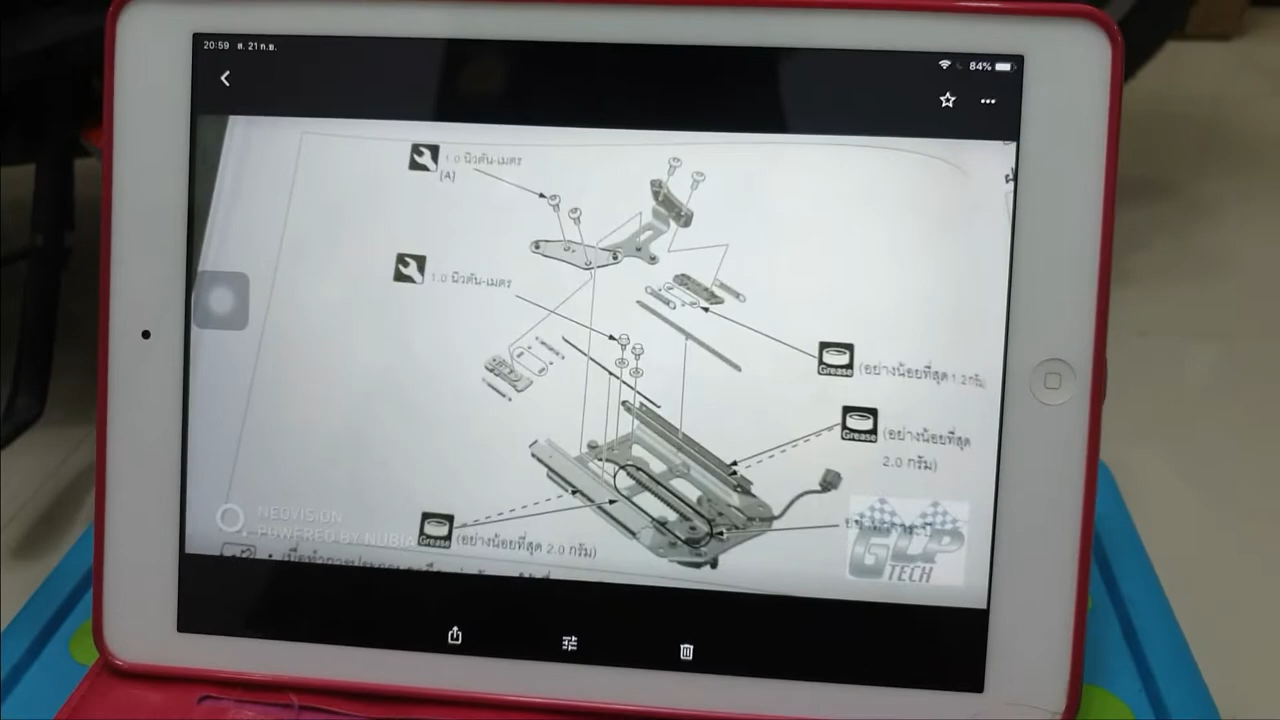 20:59 ส. 21 ก.ย.
84%
1.0 นิวตัน-เมตร
(A)
1.0 นิวตัน-เมตร
Grease (อย่างน้อยที่สุด 1.2กรัม)
Grease (อย่างน้อยที่สุด
2.0 กรัม)
NEOVISION
POWERED BY NUBIA
Grease (อย่างน้อยที่สุด 2.0 กรัม)
GLP
TECH